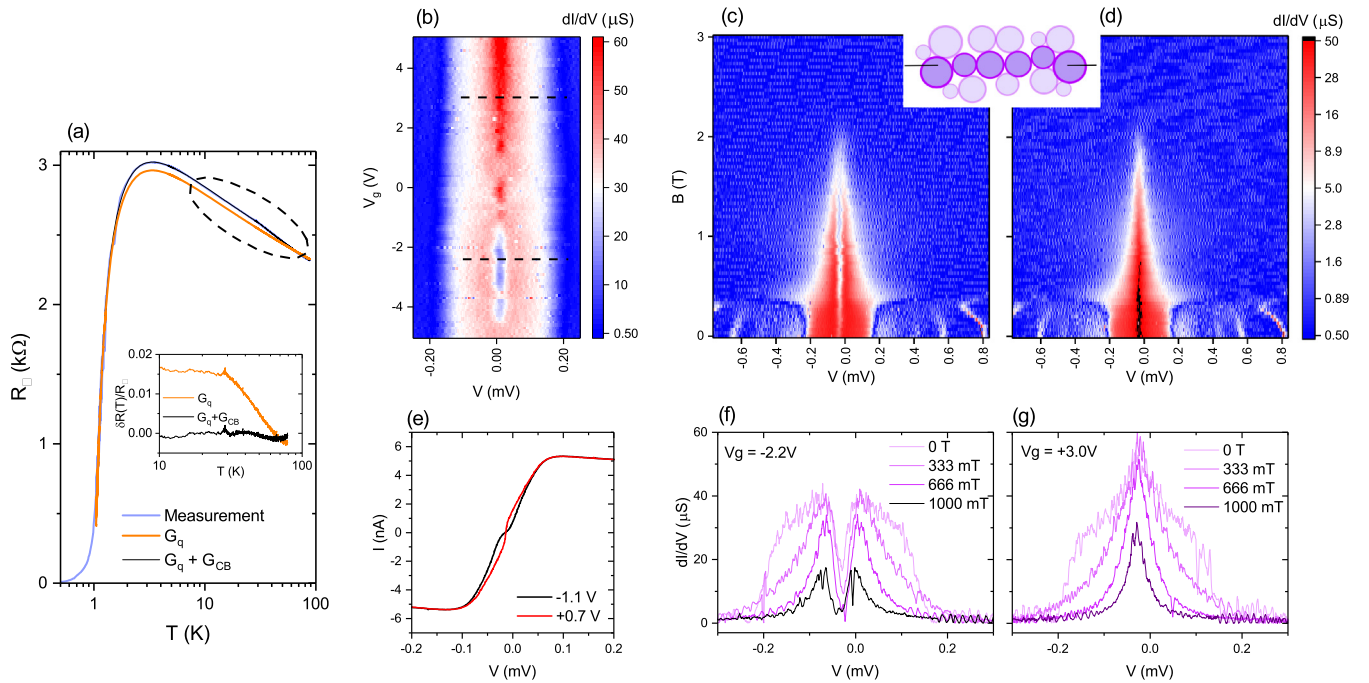 (a)
3
2
1
0
R□ (kΩ)
1
10
100
T (K)
Measurement
Gq
Gq + GCB
0.02
0.01
0.00
δR(T)/R□
Gq
Gq+GCB
10
100
T (K)
(b)
dI/dV (μS)
4
2
0
-2
-4
Vg (V)
-0.20
0.00
0.20
V (mV)
60
50
40
30
20
10
0.50
(c)
3
2
1
0
B (T)
-0.6
-0.4
-0.2
0.0
0.2
0.4
0.6
0.8
V (mV)
(d)
dI/dV (μS)
-0.6
-0.4
-0.2
0.0
0.2
0.4
0.6
0.8
V (mV)
50
28
16
8.9
5.0
2.8
1.6
0.89
0.50
(e)
6
4
2
0
-2
-4
-6
I (nA)
-0.2
-0.1
0.0
0.1
0.2
V (mV)
-1.1 V
+0.7 V
(f)
60
40
20
0
dI/dV (μS)
Vg = -2.2V
0 T
333 mT
666 mT
1000 mT
-0.2
0.0
0.2
V (mV)
(g)
Vg = +3.0V
0 T
333 mT
666 mT
1000 mT
-0.2
0.0
0.2
V (mV)